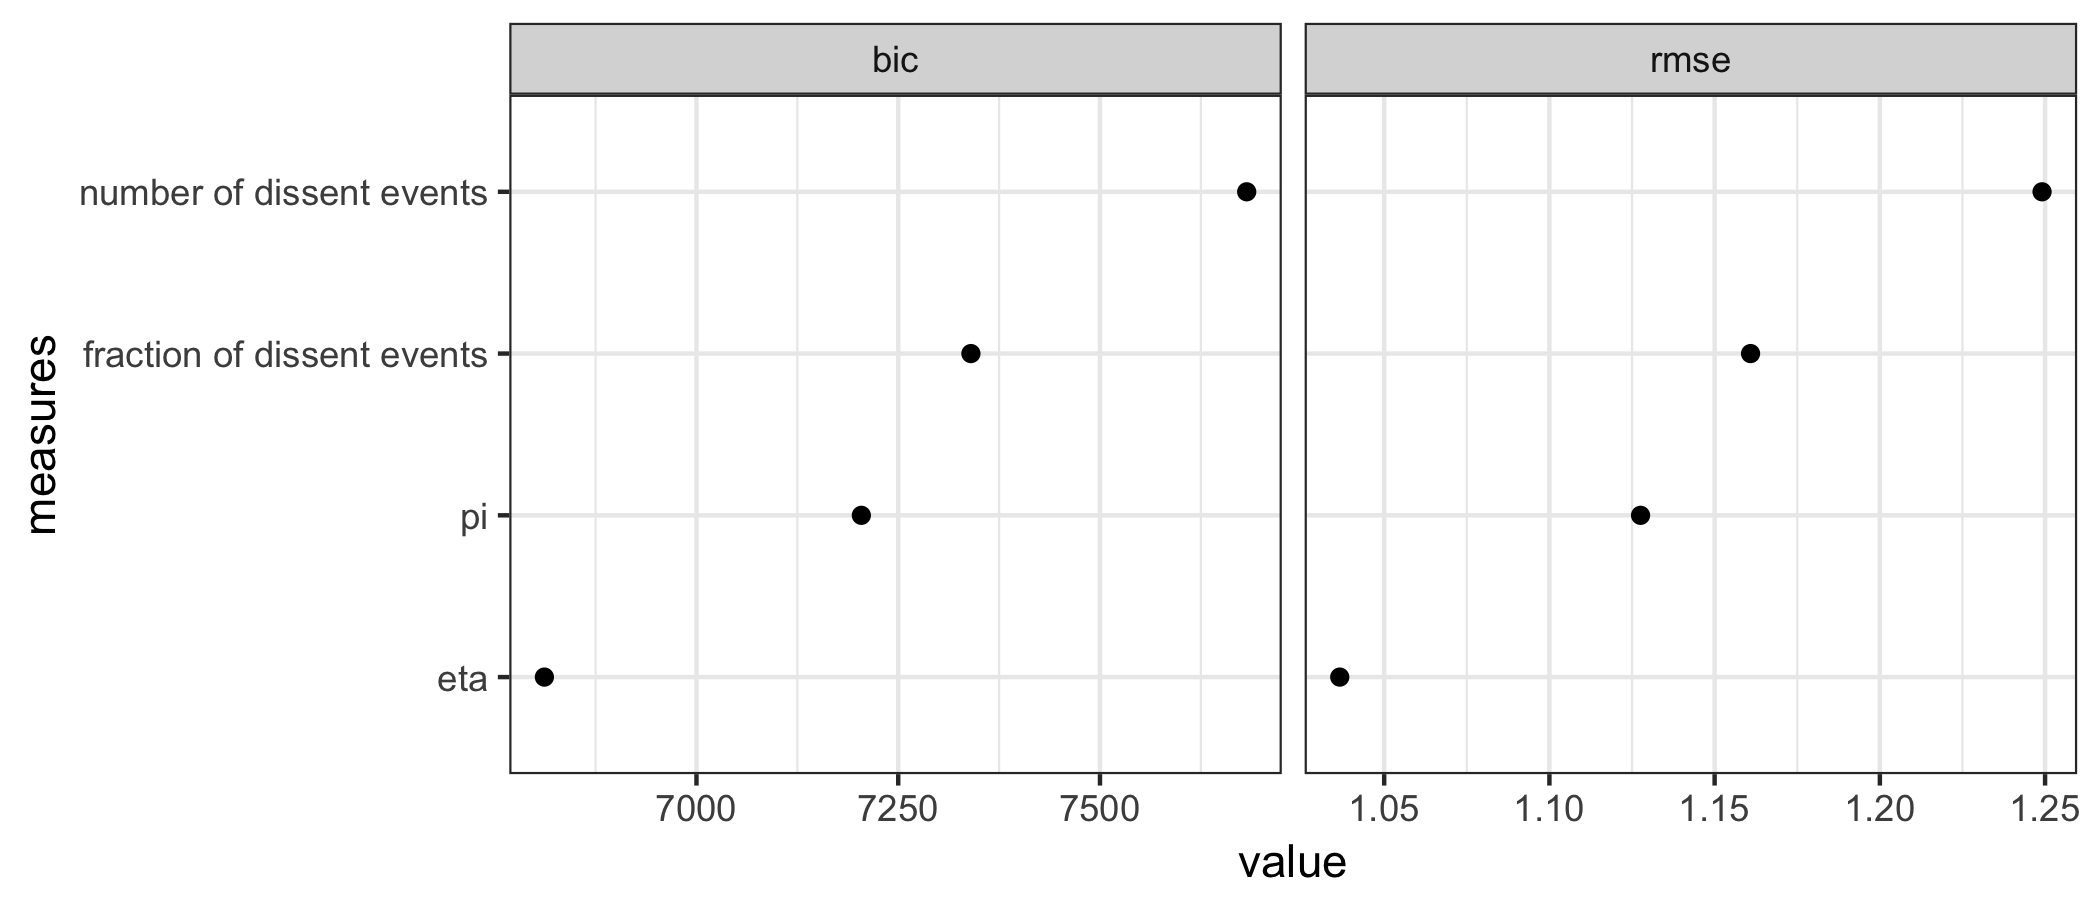 bic
rmse
number of dissent events
fraction of dissent events
pi
eta
measures
7000 7250 7500
1.05 1.10 1.15 1.20 1.25
value